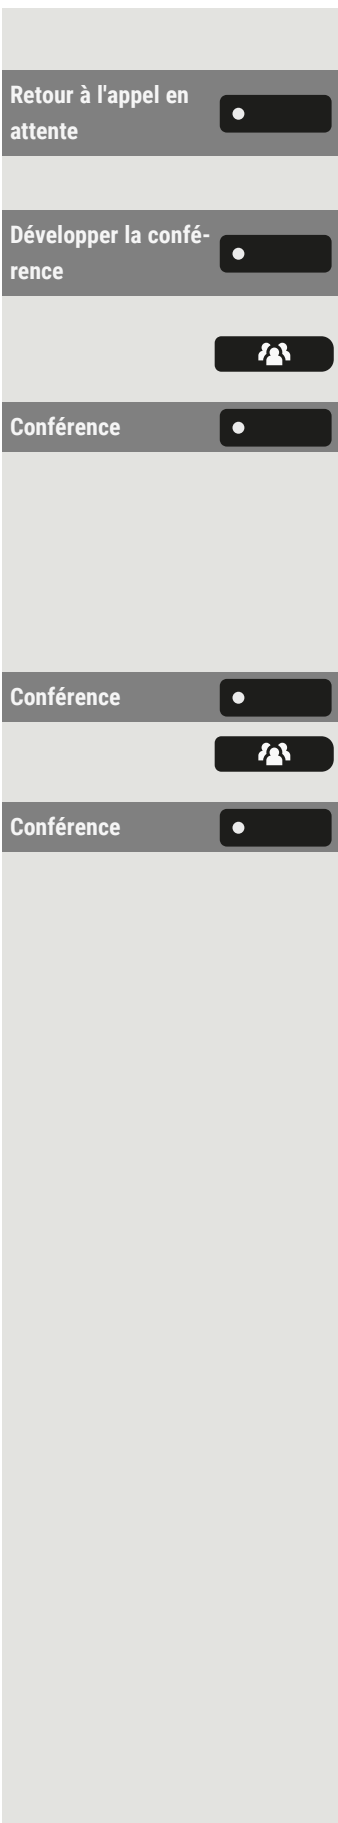 Retour à l'appel en
attente
Développer la confé-
rence
Conférence
Conférence
Conférence